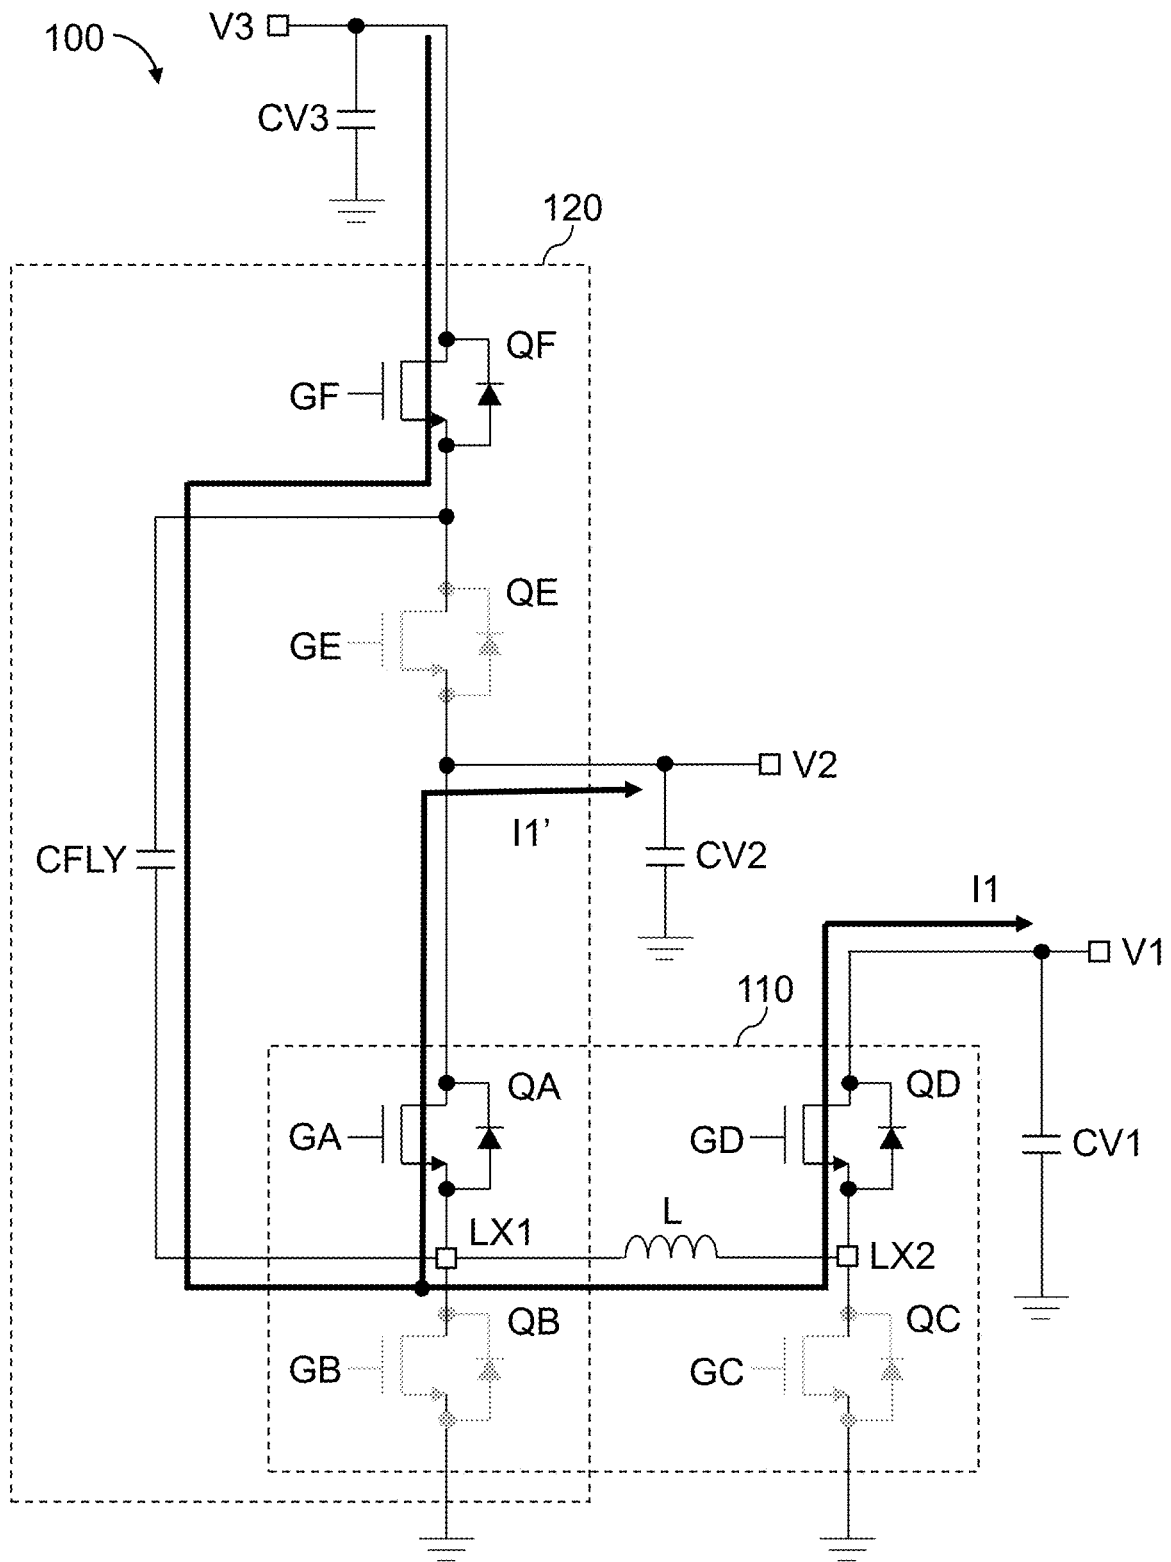 V3
100
CV3
120
QF
GF
QE
GE
V2
I1’
CFLY
CV2
I1
V1
110
QA
QD
GA
GD
CV1
L
LX1
LX2
QB
QC
GB
GC